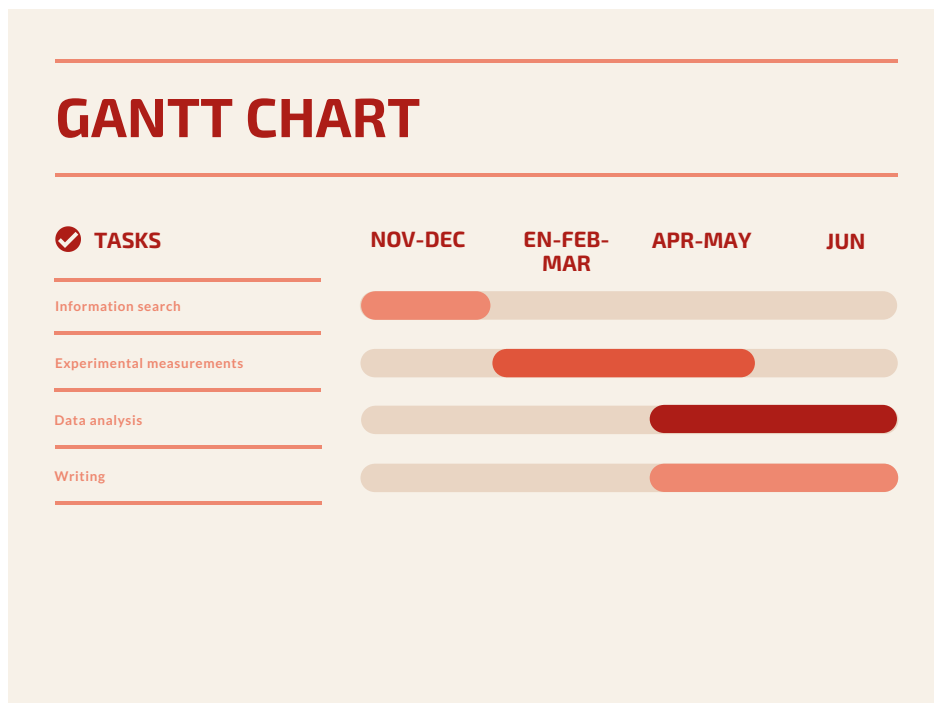 GANTT CHART
TASKS
NOV-DEC
EN-FEB-
MAR
APR-MAY
JUN
Information search
Experimental measurements
Data analysis
Writing